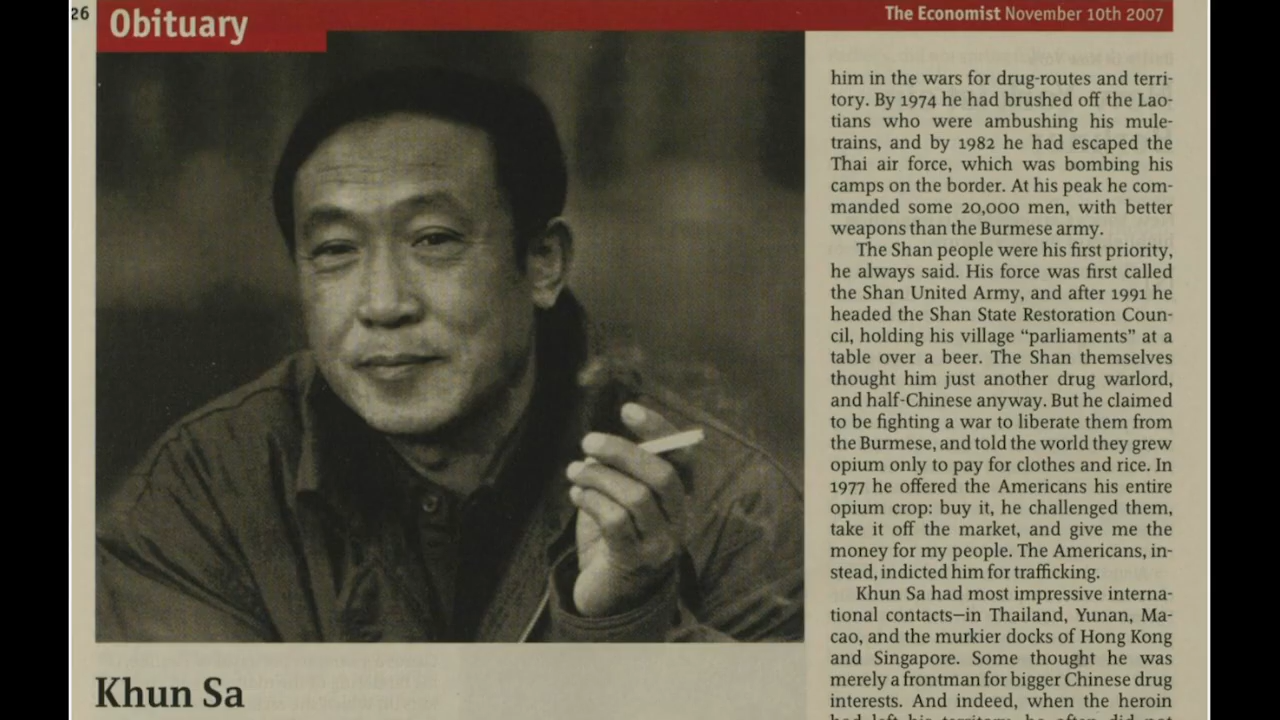 26
Obituary
The Economist November 10th 2007
Khun Sa
him in the wars for drug-routes and terri-
tory. By 1974 he had brushed off the Lao-
tians who were ambushing his mule-
trains, and by 1982 he had escaped the
Thai air force, which was bombing his
camps on the border. At his peak he com-
manded some 20,000 men, with better
weapons than the Burmese army.
The Shan people were his first priority,
he always said. His force was first called
the Shan United Army, and after 1991 he
headed the Shan State Restoration Coun-
cil, holding his village “parliaments” at a
table over a beer. The Shan themselves
thought him just another drug warlord,
and half-Chinese anyway. But he claimed
to be fighting a war to liberate them from
the Burmese, and told the world they grew
opium only to pay for clothes and rice. In
1977 he offered the Americans his entire
opium crop: buy it, he challenged them,
take it off the market, and give me the
money for my people. The Americans, in-
stead, indicted him for trafficking.
Khun Sa had most impressive interna-
tional contacts—in Thailand, Yunan, Ma-
cao, and the murkier docks of Hong Kong
and Singapore. Some thought he was
merely a frontman for bigger Chinese drug
interests. And indeed, when the heroin
had left his territory, he often did not